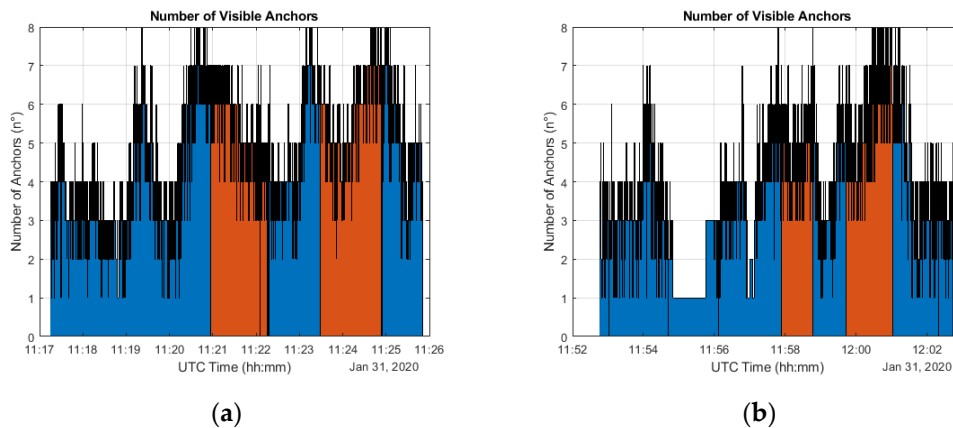 Number of Visible Anchors
Number of Anchors (n°)
8
7
6
5
4
3
2
1
0
11:17 11:18 11:19 11:20 11:21 11:22 11:23 11:24 11:25 11:26
UTC Time (hh:mm)
Jan 31, 2020
(a)
Number of Visible Anchors
Number of Anchors (n°)
8
7
6
5
4
3
2
1
0
11:52 11:54 11:56 11:58 12:00 12:02
UTC Time (hh:mm)
Jan 31, 2020
(b)